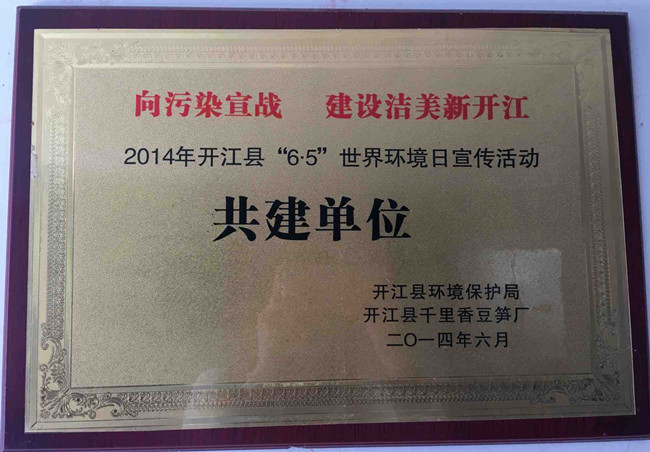 向污染宣战 建设洁美新开江
2014年开江县“6·5”世界环境日宣传活动
共建单位
开江县环境保护局
开江县千里香豆笋厂
二〇一四年六月